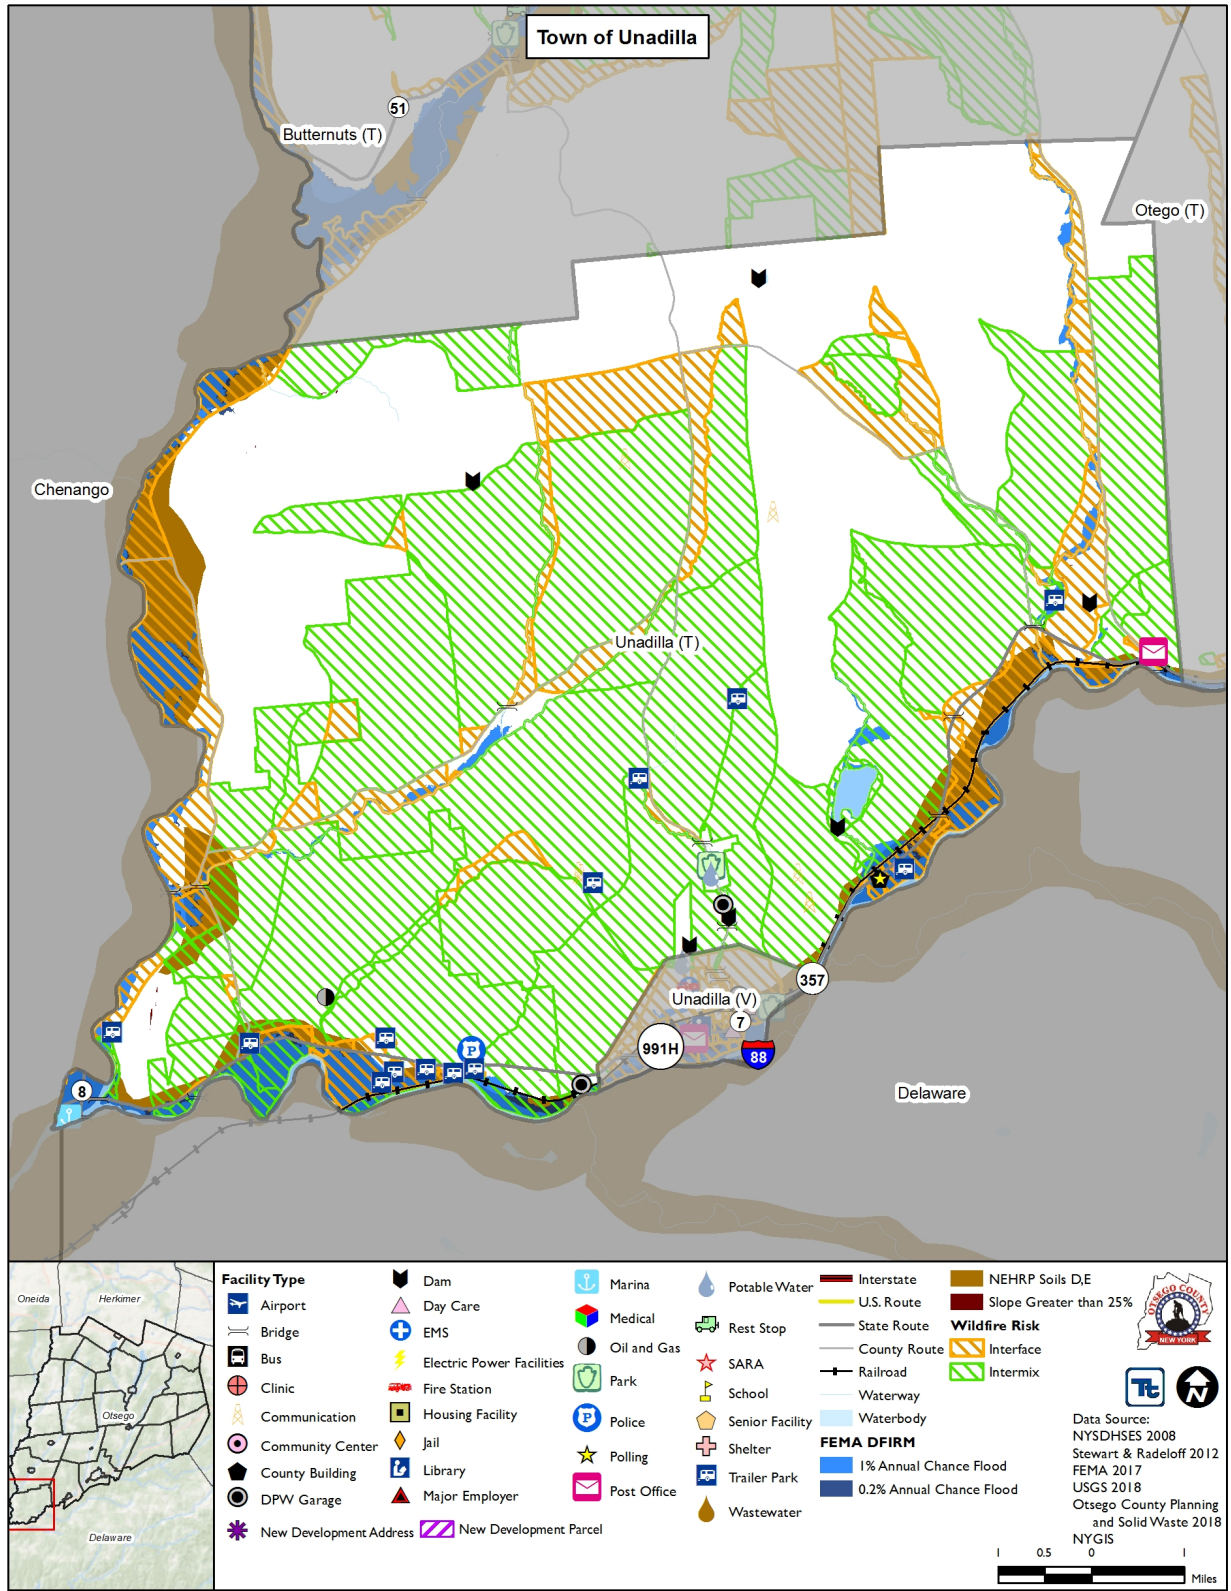 Town of Unadilla
51
Butternuts (T)
Otego (T)
Chenango
Unadilla (T)
357
Unadilla (V)
7
991H
88
8
Delaware
Oneida
Herkimer
Otsego
Delaware
Facility Type
Airport
Bridge
Bus
Clinic
Communication
Community Center
County Building
DPW Garage
New Development Address
Dam
Day Care
EMS
Electric Power Facilities
Fire Station
Housing Facility
Jail
Library
Major Employer
New Development Parcel
Marina
Medical
Oil and Gas
Park
Police
Polling
Post Office
Potable Water
Rest Stop
SARA
School
Senior Facility
Shelter
Trailer Park
Wastewater
Interstate
U.S. Route
State Route
County Route
Railroad
Waterway
Waterbody
FEMA DFIRM
1% Annual Chance Flood
0.2% Annual Chance Flood
NEHRP Soils D,E
Slope Greater than 25%
Wildfire Risk
Interface
Intermix
OTSEGO COUNTY
NEW YORK
Tt
N
Data Source:
NYSDHSES 2008
Stewart & Radeloff 2012
FEMA 2017
USGS 2018
Otsego County Planning
and Solid Waste 2018
NYGIS
1 0.5 0 1
Miles